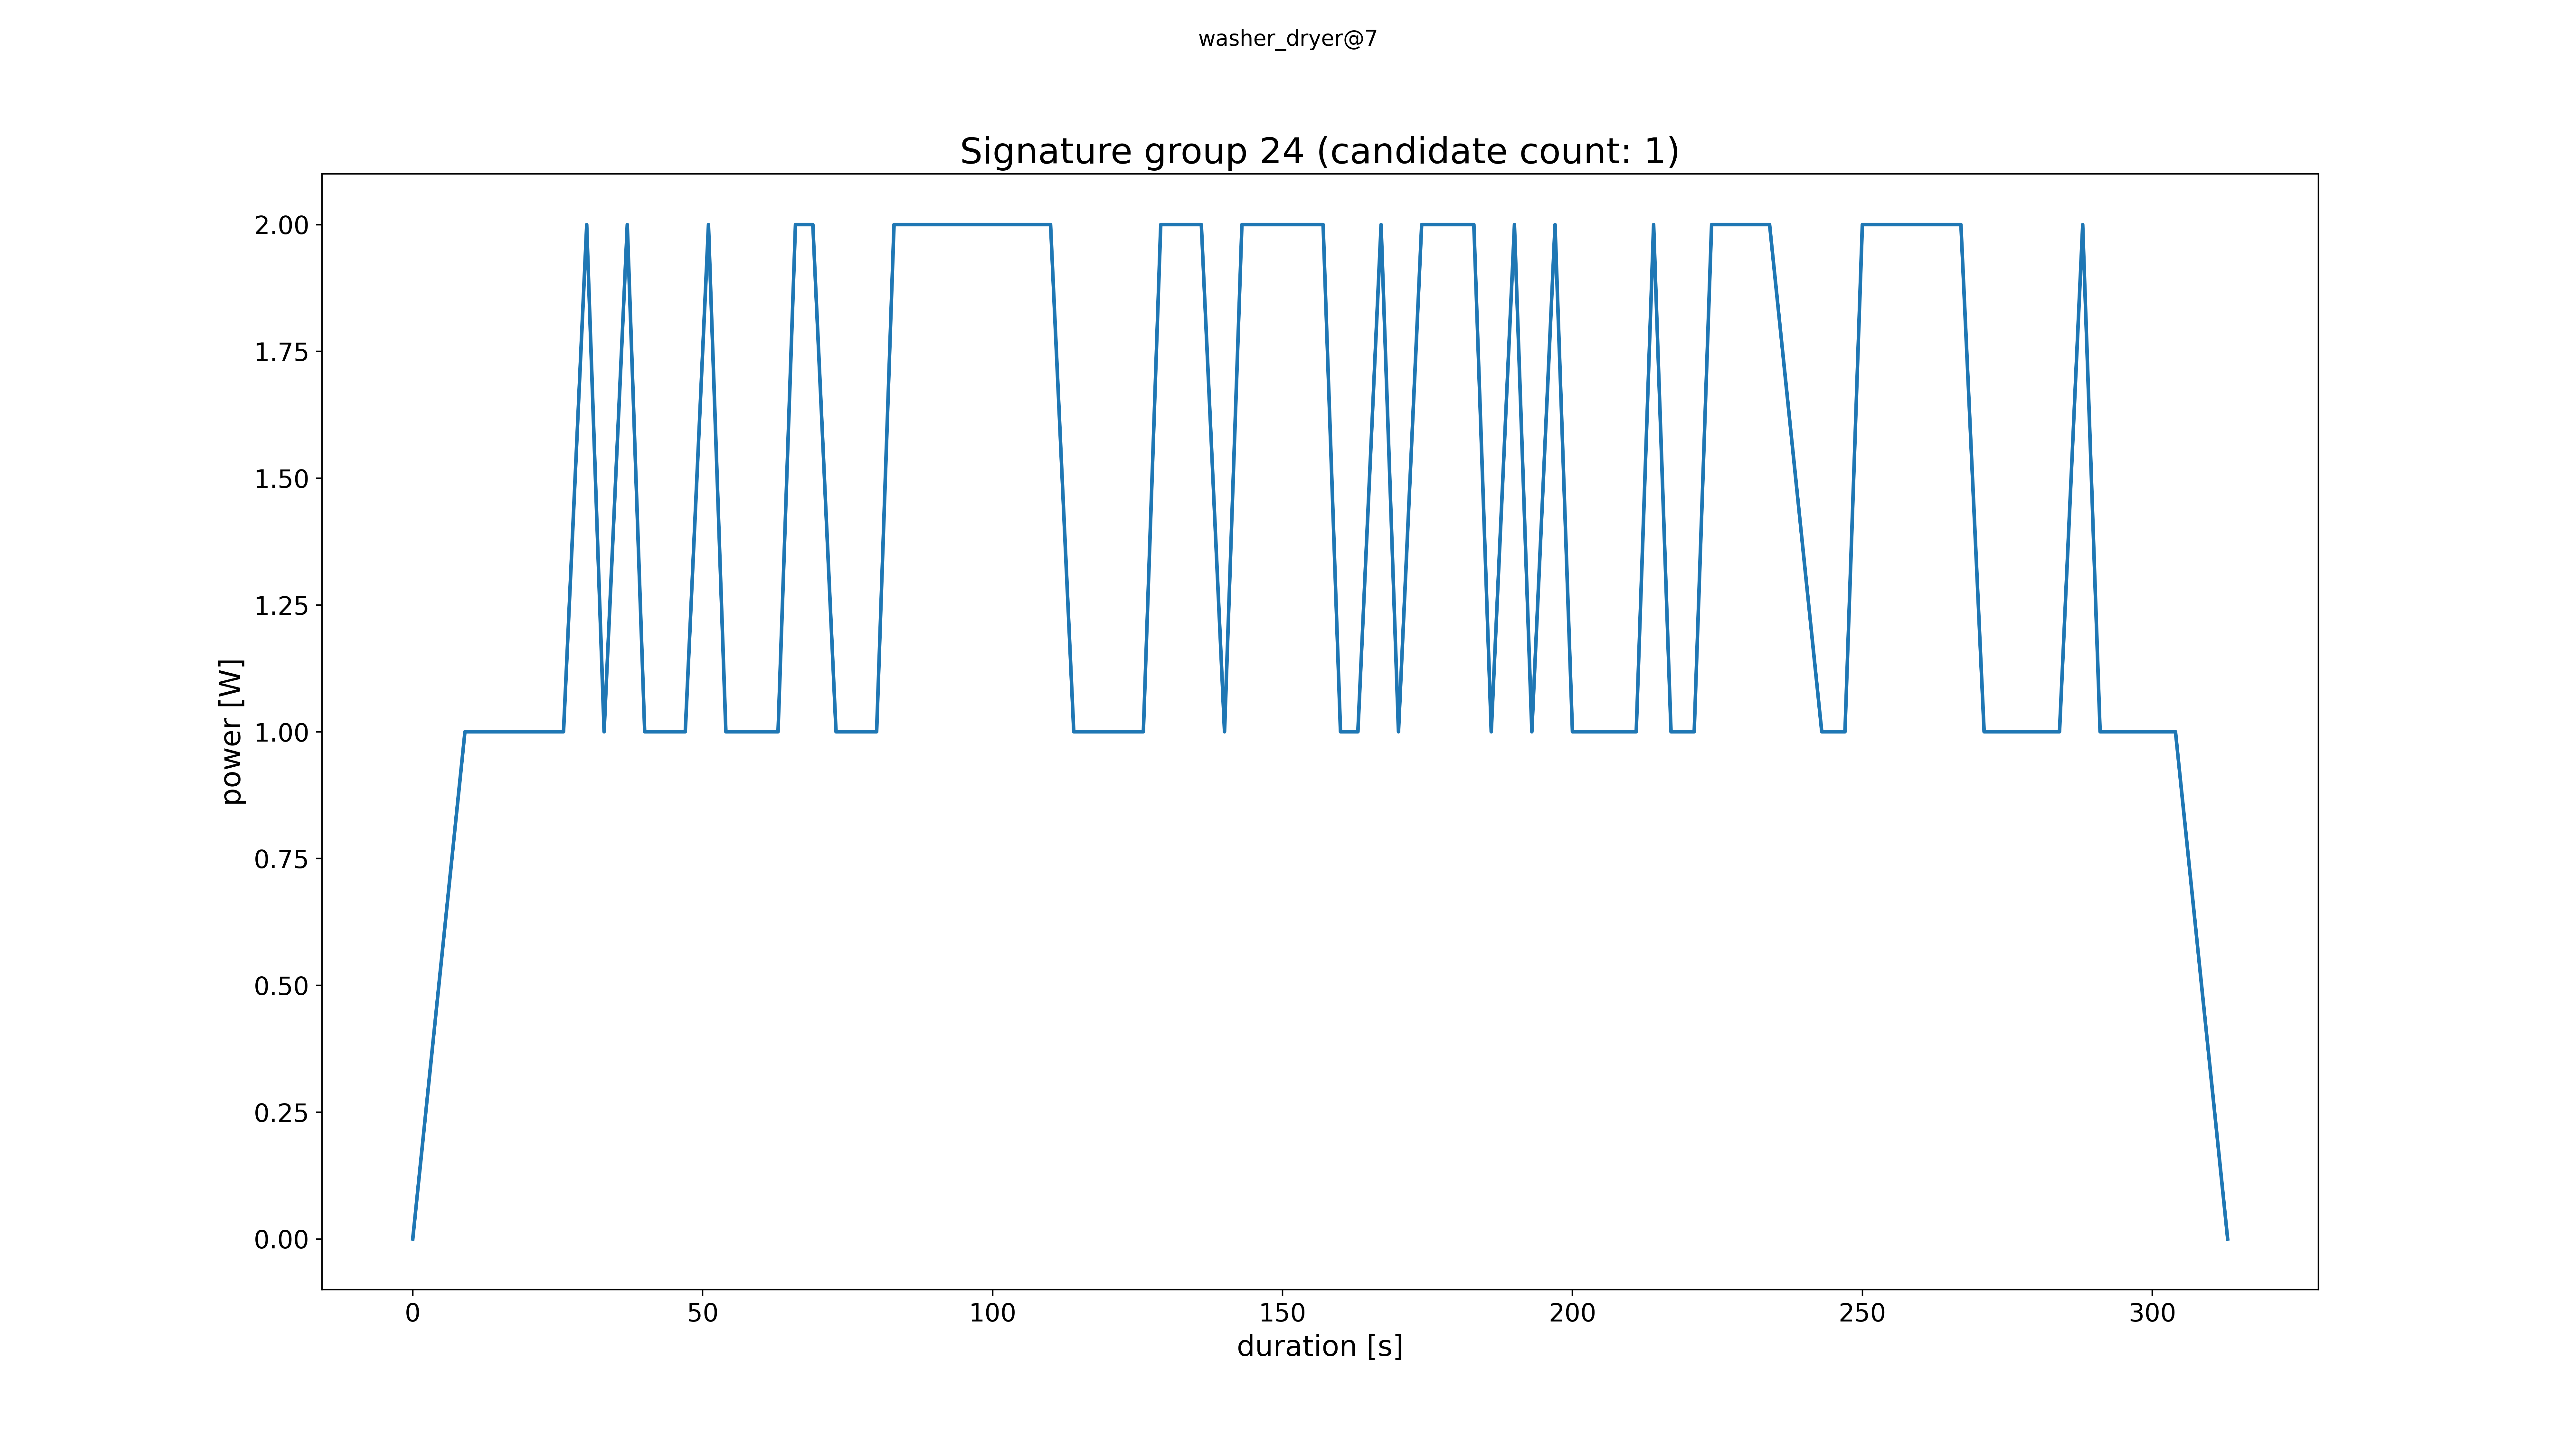 washer_dryer@7
Signature group 24 (candidate count: 1)
2.00
1.75
1.50
1.25
1.00
0.75
0.50
0.25
0.00
power [W]
0 50 100 150 200 250 300
duration [s]